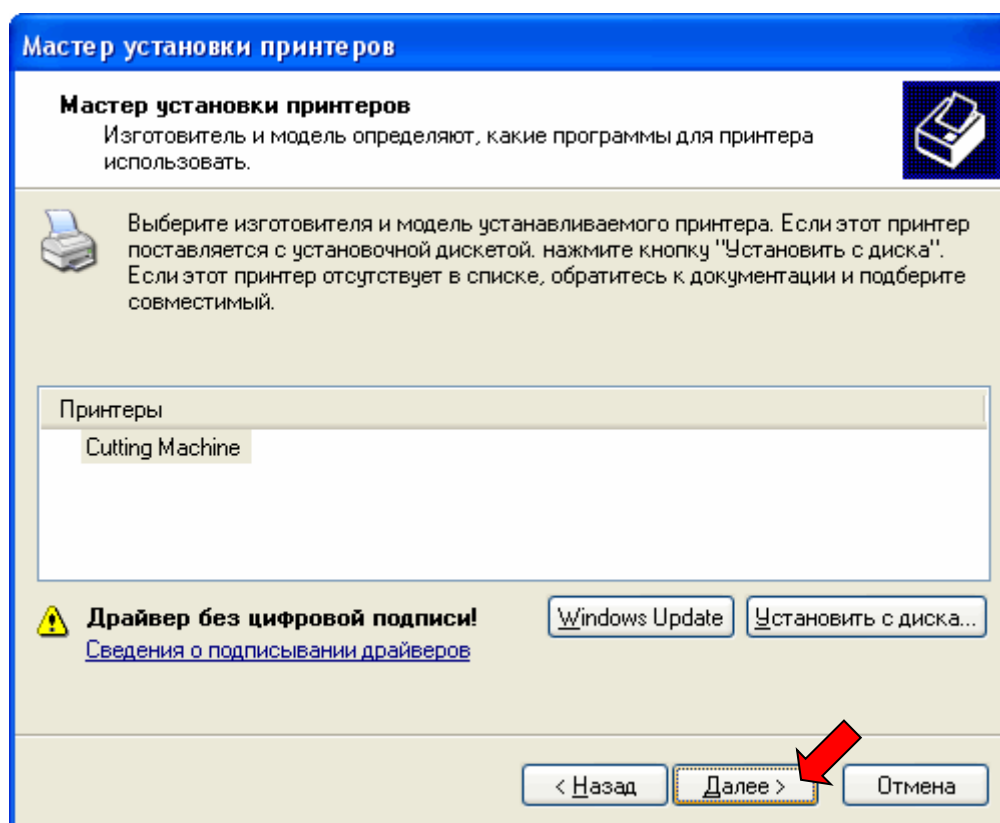 Мастер установки принтеров
Мастер установки принтеров
Изготовитель и модель определяют, какие программы для принтера
использовать.
Выберите изготовителя и модель устанавливаемого принтера. Если этот принтер
поставляется с установочной дискетой. нажмите кнопку "Установить с диска".
Если этот принтер отсутствует в списке, обратитесь к документации и подберите
совместимый.
Принтеры
Cutting Machine
Драйвер без цифровой подписи!
Windows Update
Установить с диска...
Сведения о подписывании драйверов
< Назад
Далее >
Отмена